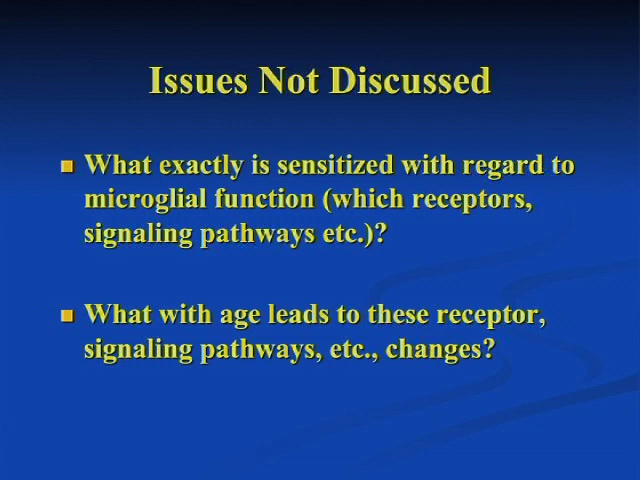 Issues Not Discussed
What exactly is sensitized with regard to
microglial function (which receptors,
signaling pathways etc.)?
What with age leads to these receptor,
signaling pathways, etc., changes?